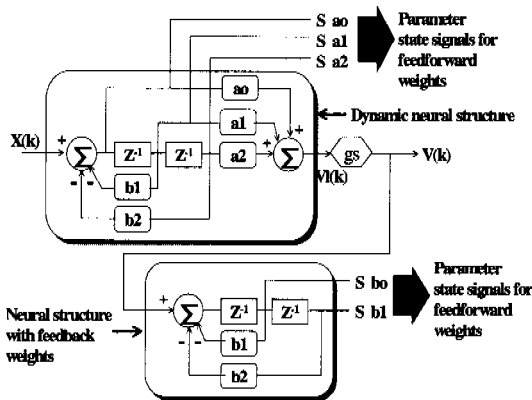 S ao
S a1
S a2
Parameter
state signals for
feedforward
weights
ao
Dynamic neural structure
X(k)
+
a1
+
+
Σ
Z-1
Z-1
a2
Σ
gs
V(k)
V1(k)
- -
b1
b2
Parameter
state signals for
feedforward
weights
S bo
S b1
+
Σ
Z-1
Z-1
Neural structure
with feedback
weights
- -
b1
b2